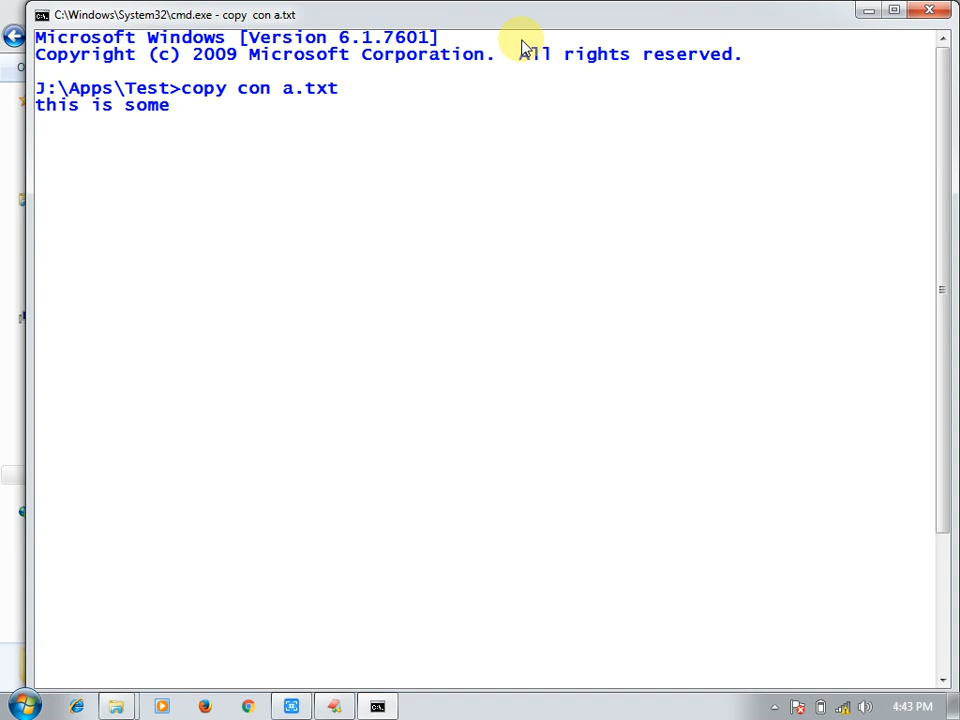 C:\Windows\System32\cmd.exe - copy  con a.txt
Microsoft Windows [Version 6.1.7601]
Copyright (c) 2009 Microsoft Corporation.  All rights reserved.
J:\Apps\Test>copy con a.txt
this is some
4:43 PM